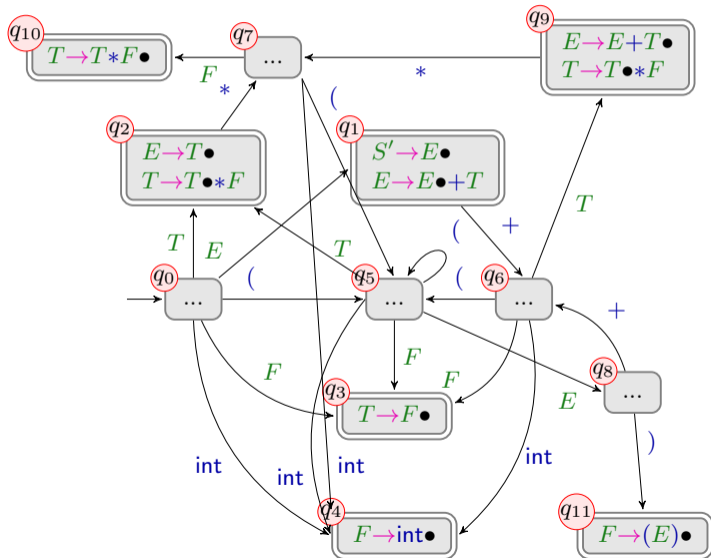 q10
T→T*F●
q7
...
q9
E→E+T●
T→T●*F
F
*
*
(
q2
E→T●
T→T●*F
q1
S'→E●
E→E●+T
T
E
T
(
+
T
q0
...
(
q5
...
(
q6
...
+
F
F
F
q8
...
q3
T→F●
E
int
int
int
int
)
q4
F→int●
q11
F→(E)●